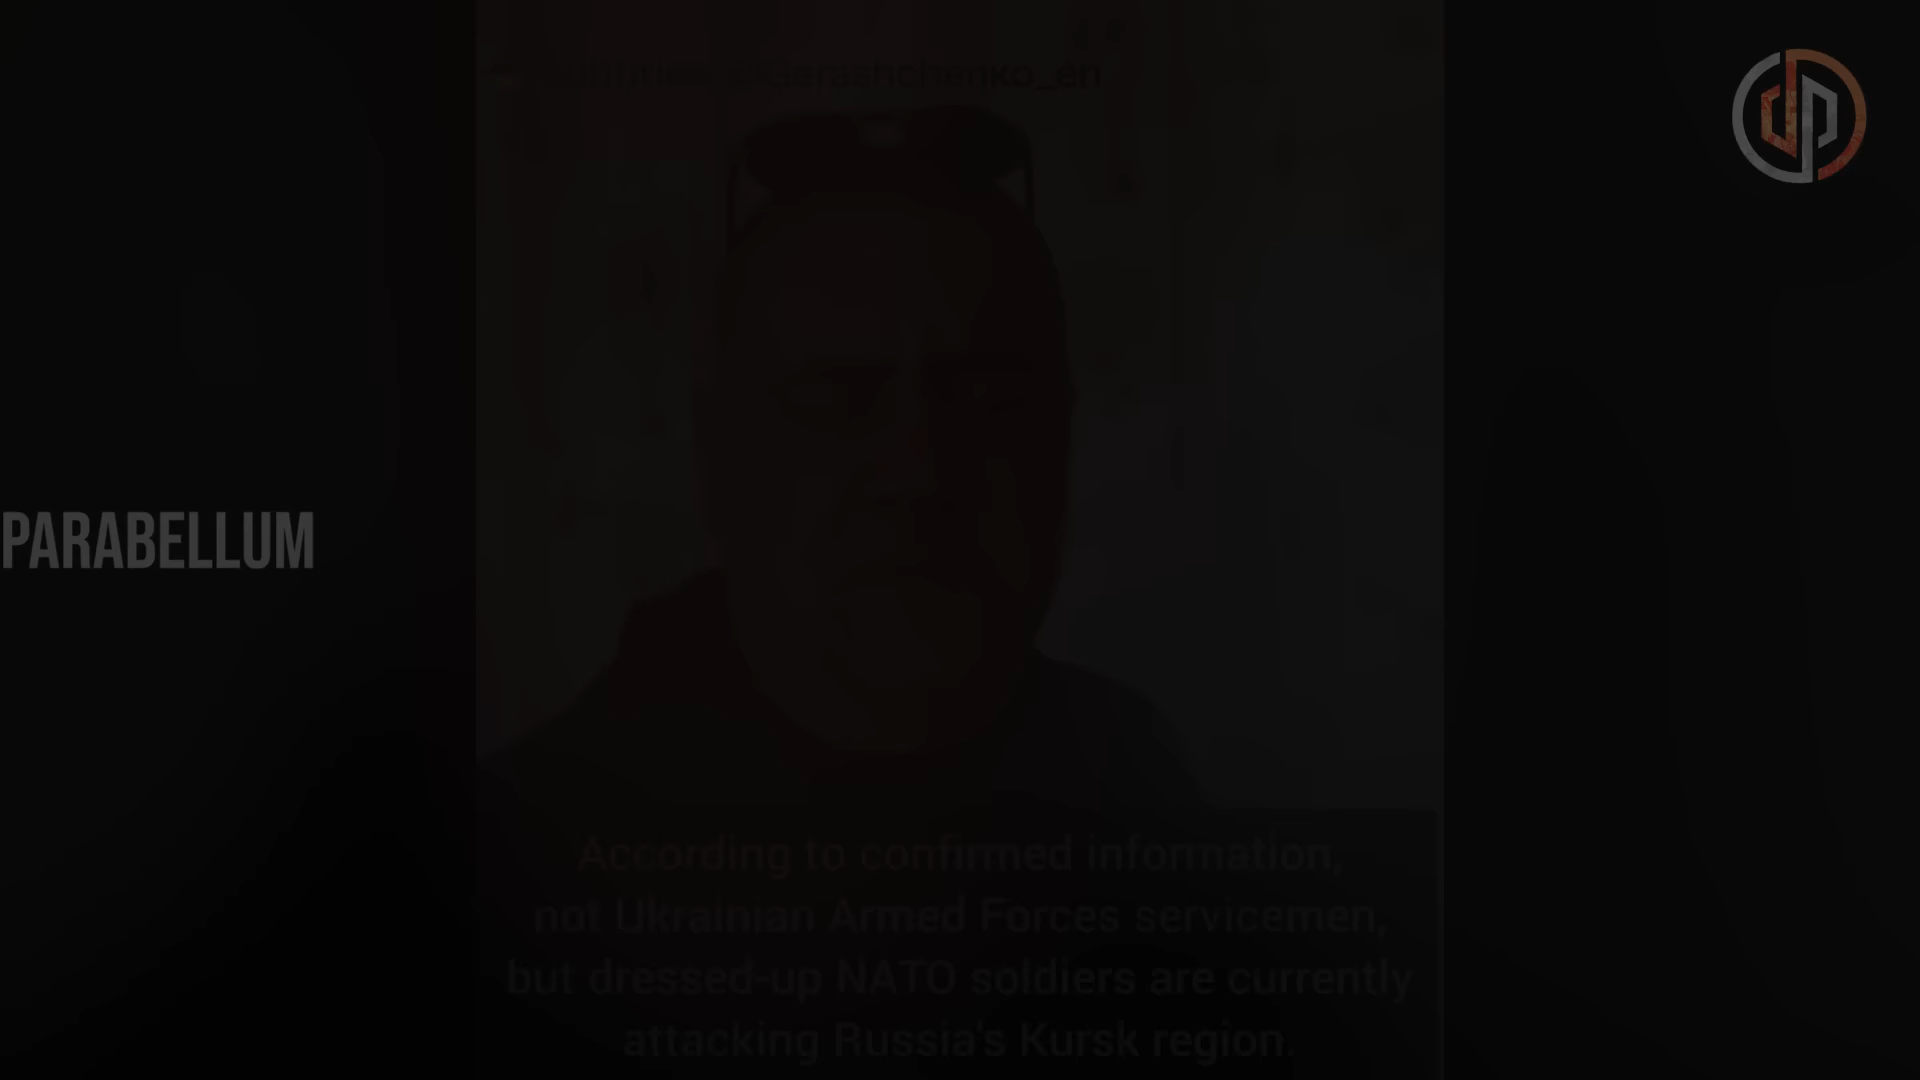 @Gerashchenko_en
PARABELLUM
According to confirmed information,
not Ukrainian Armed Forces servicemen,
but dressed-up NATO soldiers are currently
attacking Russia's Kursk region.